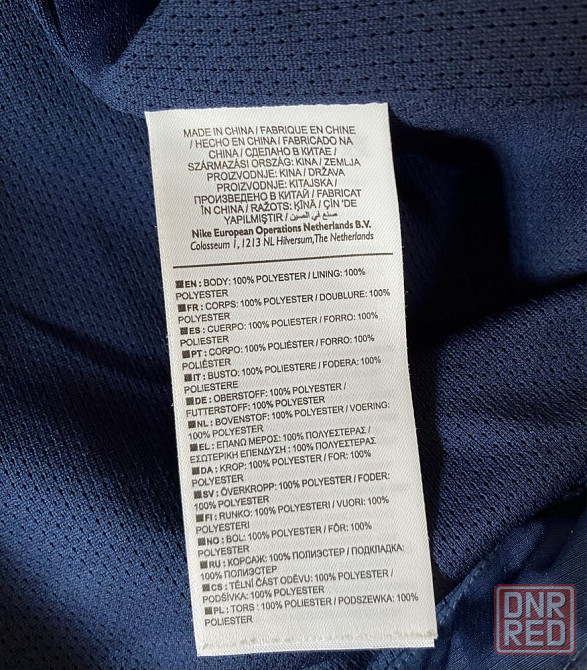 MADE IN CHINA / FABRIQUE EN CHINE
/ HECHO EN CHINA / FABRICADO NA
CHINA / СДЕЛАНО В КИТАЕ /
SZÁRMAZÁSI ORSZÁG: KINA / ZEMLJA
PROIZVODNJE: KINA / DRŽAVA
PROIZVODNJE: KITAJSKA /
ПРОИЗВЕДЕНО В КИТАЙ / FABRICAT
ÎN CHINA / RAŽOTS: ĶĪNĀ / ÇİN 'DE
YAPILMIŞTIR / صنع في الصين
Nike European Operations Netherlands B.V.
Colosseum 1, 1213 NL Hilversum, The Netherlands
EN : BODY: 100% POLYESTER / LINING: 100%
POLYESTER
FR : CORPS: 100% POLYESTER / DOUBLURE: 100%
POLYESTER
ES : CUERPO: 100% POLIESTER / FORRO: 100%
POLIESTER
PT : CORPO: 100% POLIÉSTER / FORRO: 100%
POLIÉSTER
IT : BUSTO: 100% POLIESTERE / FODERA: 100%
POLIESTERE
DE : OBERSTOFF: 100% POLYESTER /
FUTTERSTOFF: 100% POLYESTER
NL : BOVENSTOF: 100% POLYESTER / VOERING:
100% POLYESTER
EL : ΕΠΑΝΩ ΜΕΡΟΣ: 100% ΠΟΛΥΕΣΤΕΡΑΣ /
ΕΣΩΤΕΡΙΚΗ ΕΠΕΝΔΥΣΗ : 100% ΠΟΛΥΕΣΤΕΡΑΣ
DA : KROP: 100% POLYESTER / FOR: 100%
POLYESTER
SV : ÖVERKROPP: 100% POLYESTER / FODER:
100% POLYESTER
FI : RUNKO: 100% POLYESTERI / VUORI: 100%
POLYESTERI
NO : BOL: 100% POLYESTER / FÔR: 100%
POLYESTER
RU : КОРСАЖ: 100% ПОЛИЭСТЕР / ПОДКЛАДКА:
100% ПОЛИЭСТЕР
CS : TĚLNÍ ČÁST ODĚVU: 100% POLYESTER /
PODŠÍVKA: 100% POLYESTER
PL : TORS : 100% POLIESTER / PODSZEWKA: 100%
POLIESTER
DNR
RED